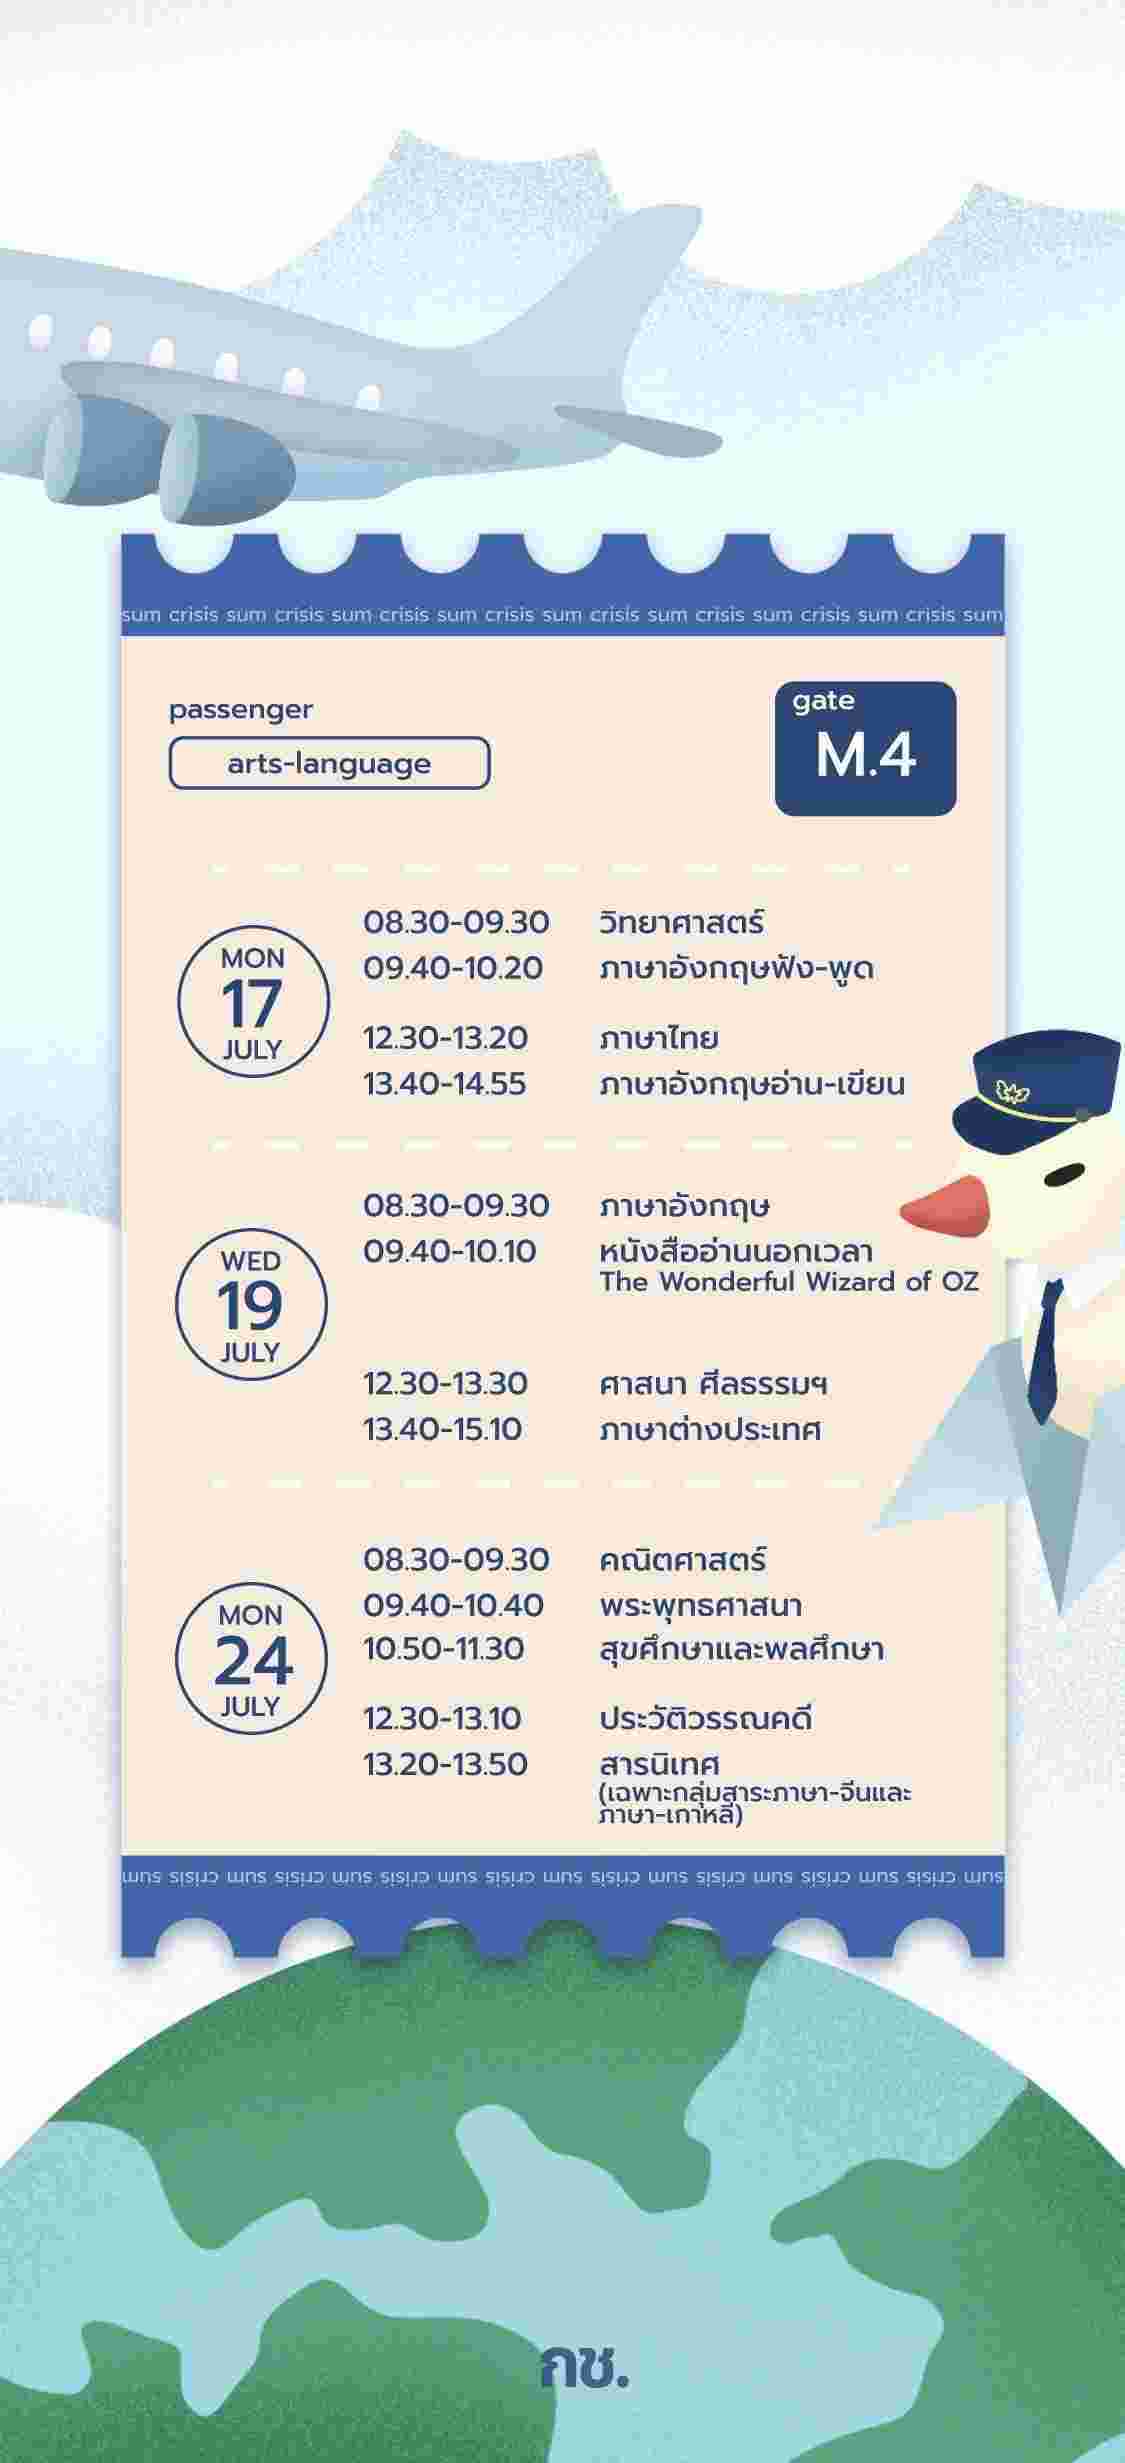 sum crisis sum crisis sum crisis sum crisis sum crisis sum crisis sum crisis sum crisis sum
passenger
arts-language
gate
M.4
MON
17
JULY
08.30-09.30 วิทยาศาสตร์
09.40-10.20 ภาษาอังกฤษฟัง-พูด
12.30-13.20 ภาษาไทย
13.40-14.55 ภาษาอังกฤษอ่าน-เขียน
WED
19
JULY
08.30-09.30 ภาษาอังกฤษ
09.40-10.10 หนังสืออ่านนอกเวลา
The Wonderful Wizard of OZ
12.30-13.30 ศาสนา ศีลธรรมฯ
13.40-15.10 ภาษาต่างประเทศ
MON
24
JULY
08.30-09.30 คณิตศาสตร์
09.40-10.40 พระพุทธศาสนา
10.50-11.30 สุขศึกษาและพลศึกษา
12.30-13.10 ประวัติวรรณคดี
13.20-13.50 สารนิเทศ
(เฉพาะกลุ่มสาระภาษา-จีนและ
ภาษา-เกาหลี)
sum crisis sum crisis sum crisis sum crisis sum crisis sum crisis sum crisis sum crisis sum
กช.